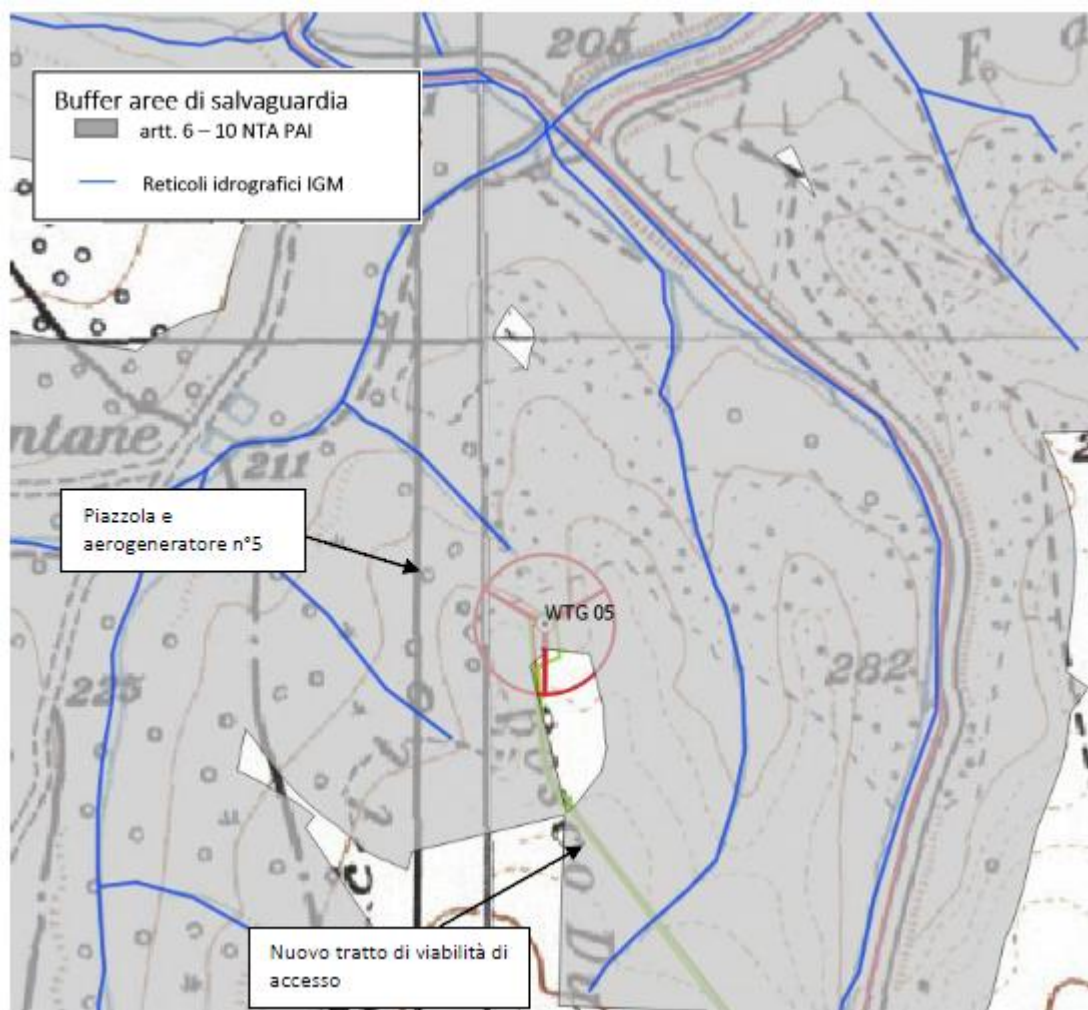 205
F
Buffer aree di salvaguardia
artt. 6 – 10 NTA PAI
Reticoli idrografici IGM
ntane
211
Piazzola e
aerogeneratore n°5
WTG 05
225
282
2
Nuovo tratto di viabilità di
accesso